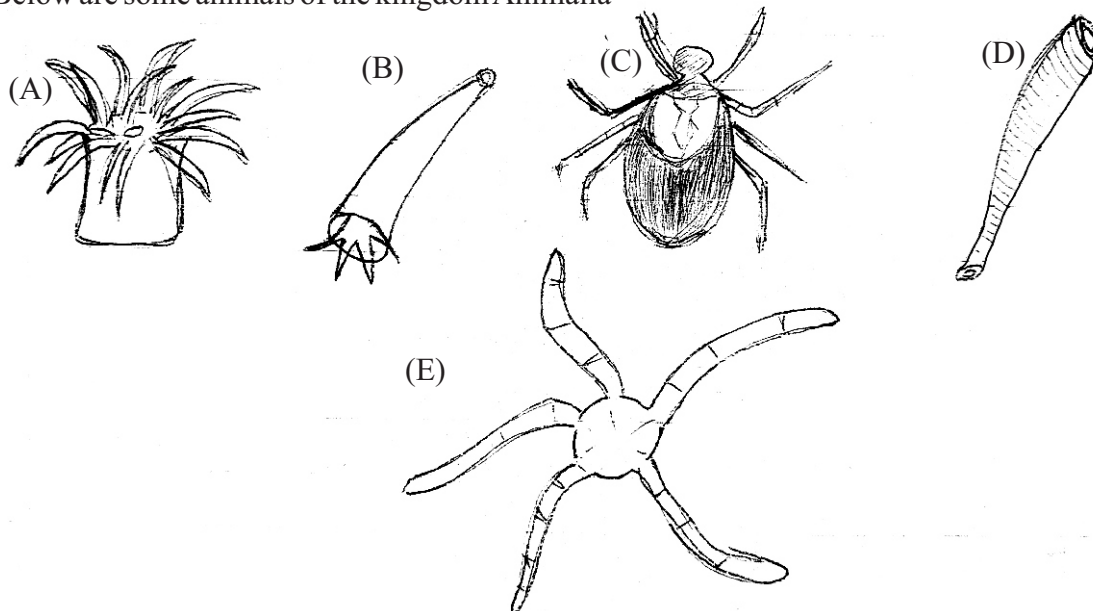 Below are some animals of the kingdom Animalia
(A)
(B)
(C)
(D)
(E)